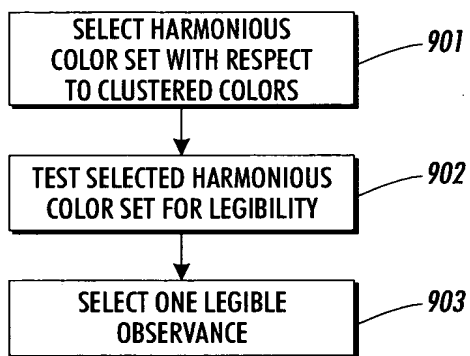 SELECT HARMONIOUS
COLOR SET WITH RESPECT
TO CLUSTERED COLORS
901
TEST SELECTED HARMONIOUS
COLOR SET FOR LEGIBILITY
902
SELECT ONE LEGIBLE
OBSERVANCE
903